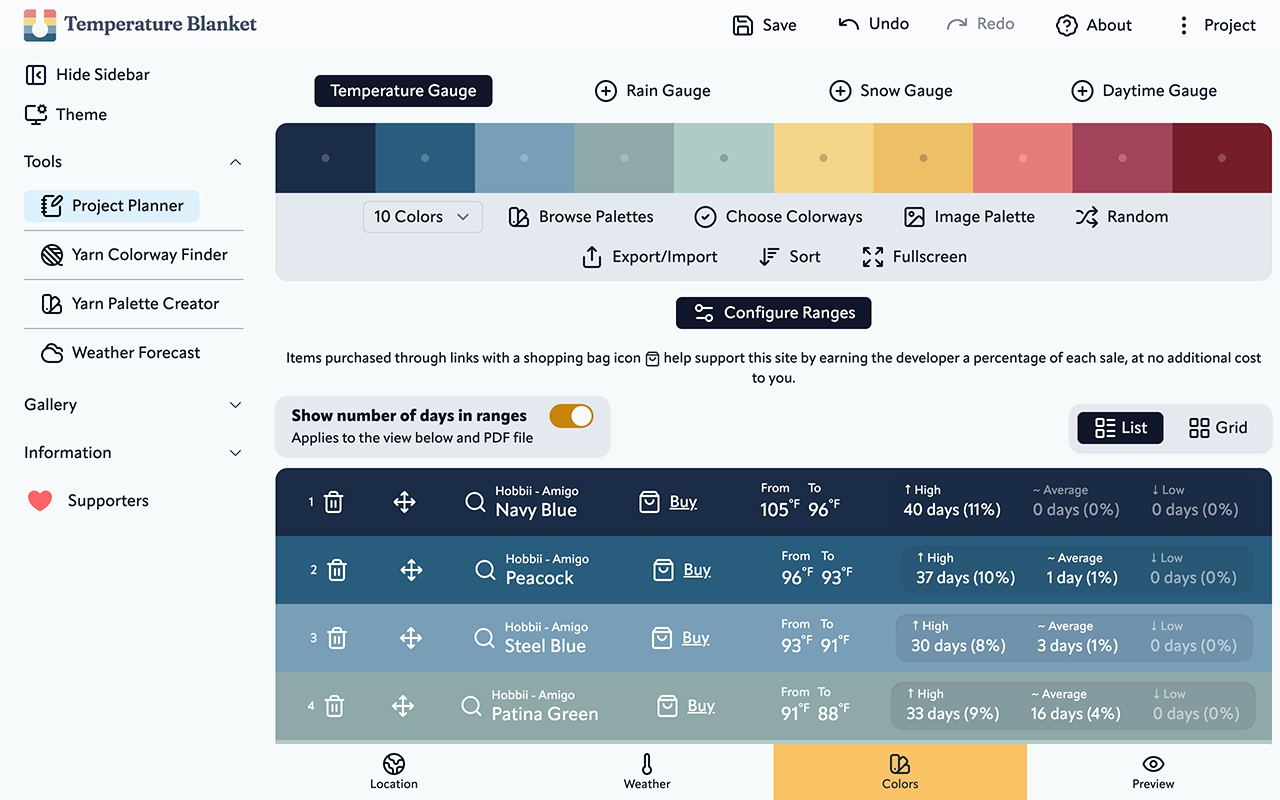 Temperature Blanket
Save
Undo
Redo
About
Project
Hide Sidebar
Theme
Tools
Project Planner
Yarn Colorway Finder
Yarn Palette Creator
Weather Forecast
Gallery
Information
Supporters
Temperature Gauge
Rain Gauge
Snow Gauge
Daytime Gauge
10 Colors
Browse Palettes
Choose Colorways
Image Palette
Random
Export/Import
Sort
Fullscreen
Configure Ranges
Items purchased through links with a shopping bag icon help support this site by earning the developer a percentage of each sale, at no additional cost
to you.
Show number of days in ranges
Applies to the view below and PDF file
List
Grid
1
Hobbii - Amigo
Navy Blue
Buy
From To
105°F 96°F
↑ High
40 days (11%)
~ Average
0 days (0%)
↓ Low
0 days (0%)
2
Hobbii - Amigo
Peacock
Buy
From To
96°F 93°F
↑ High
37 days (10%)
~ Average
1 day (1%)
↓ Low
0 days (0%)
3
Hobbii - Amigo
Steel Blue
Buy
From To
93°F 91°F
↑ High
30 days (8%)
~ Average
3 days (1%)
↓ Low
0 days (0%)
4
Hobbii - Amigo
Patina Green
Buy
From To
91°F 88°F
↑ High
33 days (9%)
~ Average
16 days (4%)
↓ Low
0 days (0%)
Location
Weather
Colors
Preview